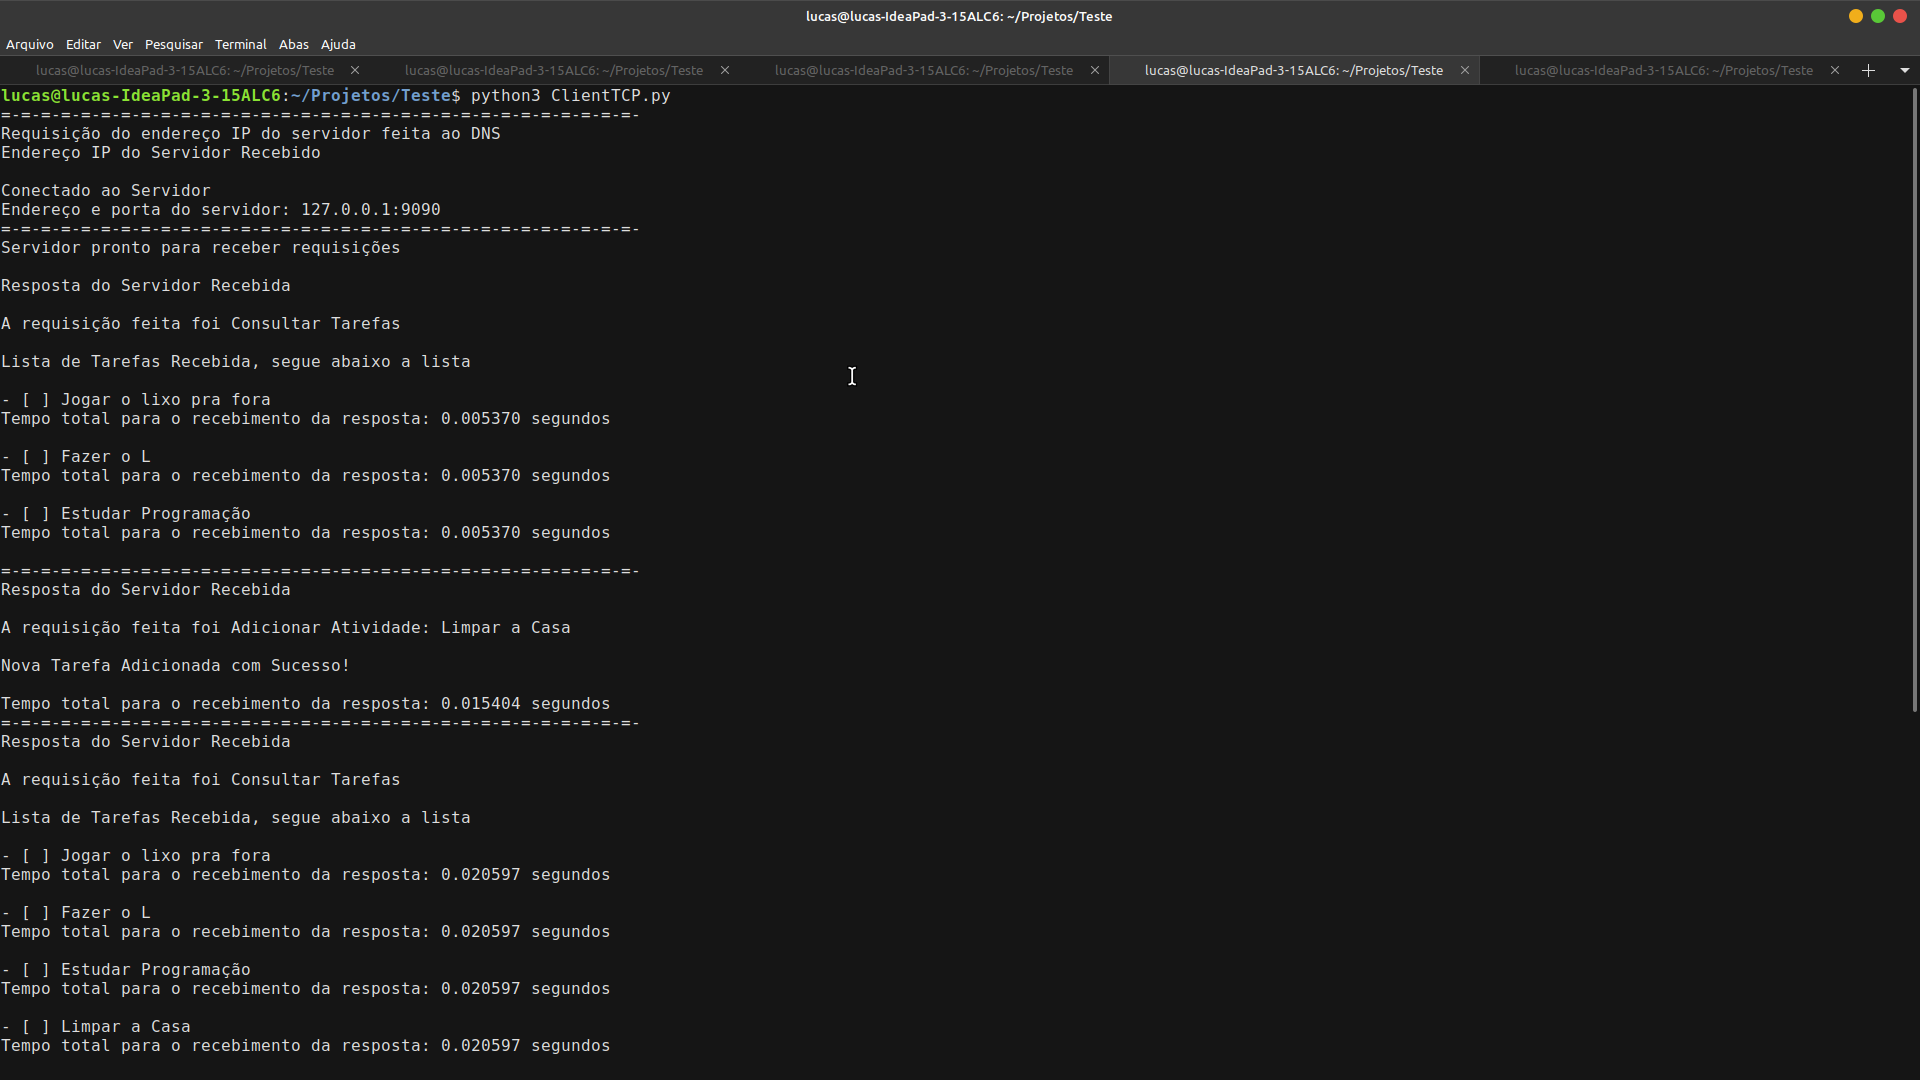 lucas@lucas-IdeaPad-3-15ALC6: ~/Projetos/Teste
Arquivo Editar Ver Pesquisar Terminal Abas Ajuda
lucas@lucas-IdeaPad-3-15ALC6: ~/Projetos/Teste × lucas@lucas-IdeaPad-3-15ALC6: ~/Projetos/Teste × lucas@lucas-IdeaPad-3-15ALC6: ~/Projetos/Teste × lucas@lucas-IdeaPad-3-15ALC6: ~/Projetos/Teste × lucas@lucas-IdeaPad-3-15ALC6: ~/Projetos/Teste ×
lucas@lucas-IdeaPad-3-15ALC6:~/Projetos/Teste$ python3 ClientTCP.py
=-=-=-=-=-=-=-=-=-=-=-=-=-=-=-=-=-=-=-=-=-=-=-=-=-=-=-=-=-=-=-=-
Requisição do endereço IP do servidor feita ao DNS
Endereço IP do Servidor Recebido
Conectado ao Servidor
Endereço e porta do servidor: 127.0.0.1:9090
=-=-=-=-=-=-=-=-=-=-=-=-=-=-=-=-=-=-=-=-=-=-=-=-=-=-=-=-=-=-=-=-
Servidor pronto para receber requisições
Resposta do Servidor Recebida
A requisição feita foi Consultar Tarefas
Lista de Tarefas Recebida, segue abaixo a lista
- [ ] Jogar o lixo pra fora
Tempo total para o recebimento da resposta: 0.005370 segundos
- [ ] Fazer o L
Tempo total para o recebimento da resposta: 0.005370 segundos
- [ ] Estudar Programação
Tempo total para o recebimento da resposta: 0.005370 segundos
=-=-=-=-=-=-=-=-=-=-=-=-=-=-=-=-=-=-=-=-=-=-=-=-=-=-=-=-=-=-=-=-
Resposta do Servidor Recebida
A requisição feita foi Adicionar Atividade: Limpar a Casa
Nova Tarefa Adicionada com Sucesso!
Tempo total para o recebimento da resposta: 0.015404 segundos
=-=-=-=-=-=-=-=-=-=-=-=-=-=-=-=-=-=-=-=-=-=-=-=-=-=-=-=-=-=-=-=-
Resposta do Servidor Recebida
A requisição feita foi Consultar Tarefas
Lista de Tarefas Recebida, segue abaixo a lista
- [ ] Jogar o lixo pra fora
Tempo total para o recebimento da resposta: 0.020597 segundos
- [ ] Fazer o L
Tempo total para o recebimento da resposta: 0.020597 segundos
- [ ] Estudar Programação
Tempo total para o recebimento da resposta: 0.020597 segundos
- [ ] Limpar a Casa
Tempo total para o recebimento da resposta: 0.020597 segundos